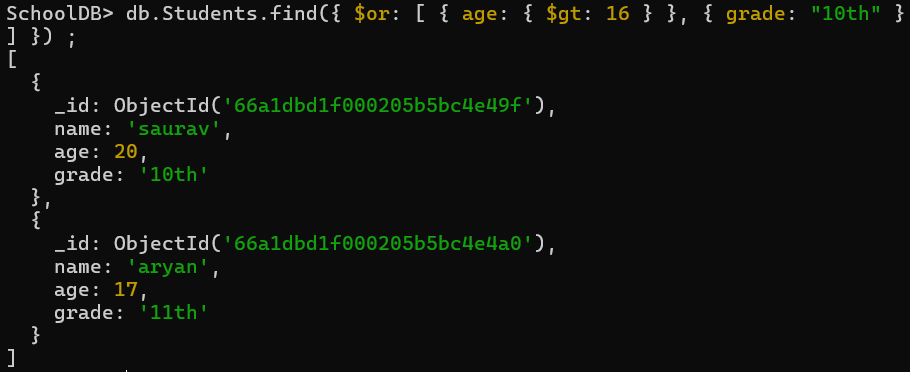 SchoolDB> db.Students.find({ $or: [ { age: { $gt: 16 } }, { grade: "10th" }
] }) ;
[
  {
    _id: ObjectId('66a1dbd1f000205b5bc4e49f'),
    name: 'saurav',
    age: 20,
    grade: '10th'
  },
  {
    _id: ObjectId('66a1dbd1f000205b5bc4e4a0'),
    name: 'aryan',
    age: 17,
    grade: '11th'
  }
]